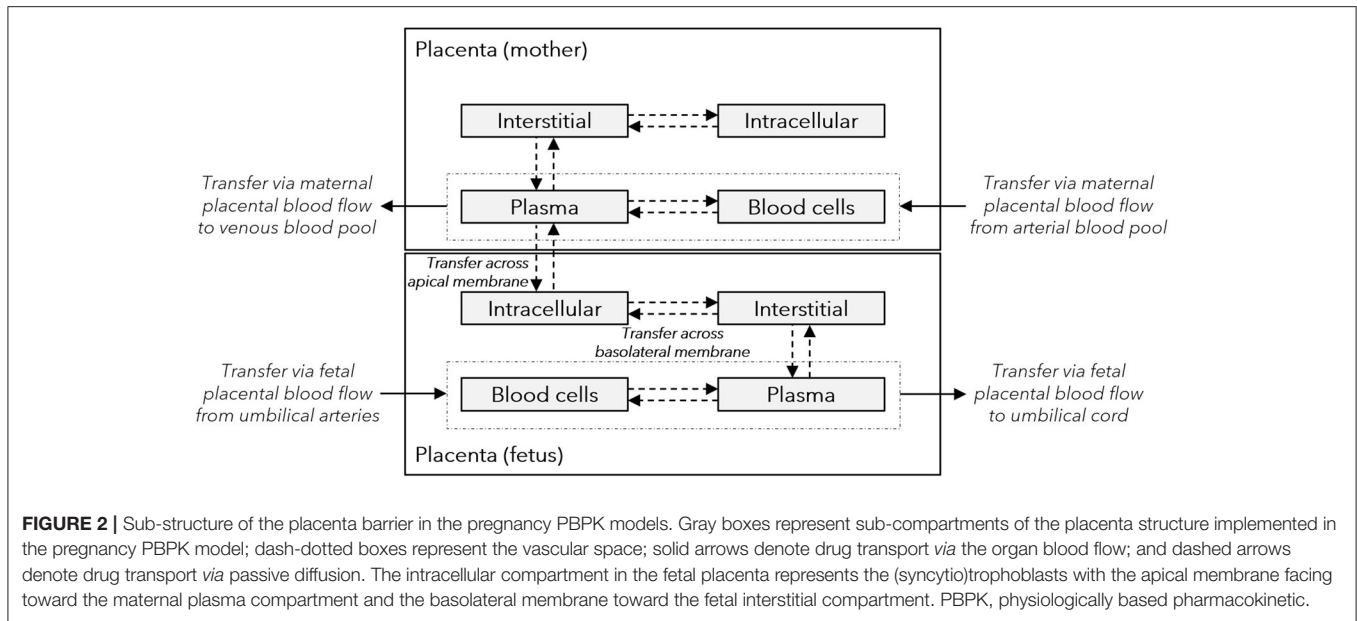 Placenta (mother)
Interstitial
Intracellular
Transfer via maternal
placental blood flow
to venous blood pool
Plasma
Blood cells
Transfer via maternal
placental blood flow
from arterial blood pool
Transfer across
apical membrane
Intracellular
Interstitial
Transfer across
basolateral membrane
Transfer via fetal
placental blood flow
from umbilical arteries
Blood cells
Plasma
Transfer via fetal
placental blood flow
to umbilical cord
Placenta (fetus)
FIGURE 2 | Sub-structure of the placenta barrier in the pregnancy PBPK models. Gray boxes represent sub-compartments of the placenta structure implemented in
the pregnancy PBPK model; dash-dotted boxes represent the vascular space; solid arrows denote drug transport via the organ blood flow; and dashed arrows
denote drug transport via passive diffusion. The intracellular compartment in the fetal placenta represents the (syncytio)trophoblasts with the apical membrane facing
toward the maternal plasma compartment and the basolateral membrane toward the fetal interstitial compartment. PBPK, physiologically based pharmacokinetic.